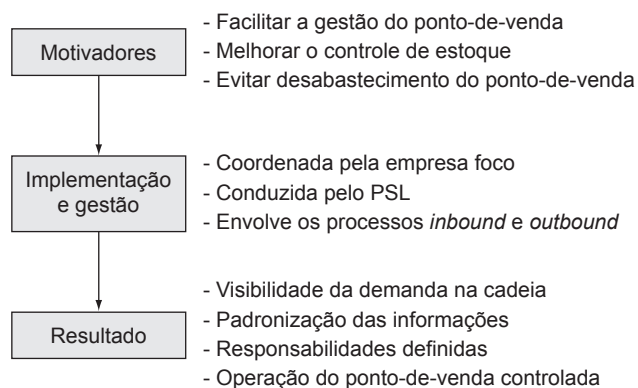 Motivadores
- Facilitar a gestão do ponto-de-venda
- Melhorar o controle de estoque
- Evitar desabastecimento do ponto-de-venda
Implementação
e gestão
- Coordenada pela empresa foco
- Conduzida pelo PSL
- Envolve os processos inbound e outbound
Resultado
- Visibilidade da demanda na cadeia
- Padronização das informações
- Responsabilidades definidas
- Operação do ponto-de-venda controlada